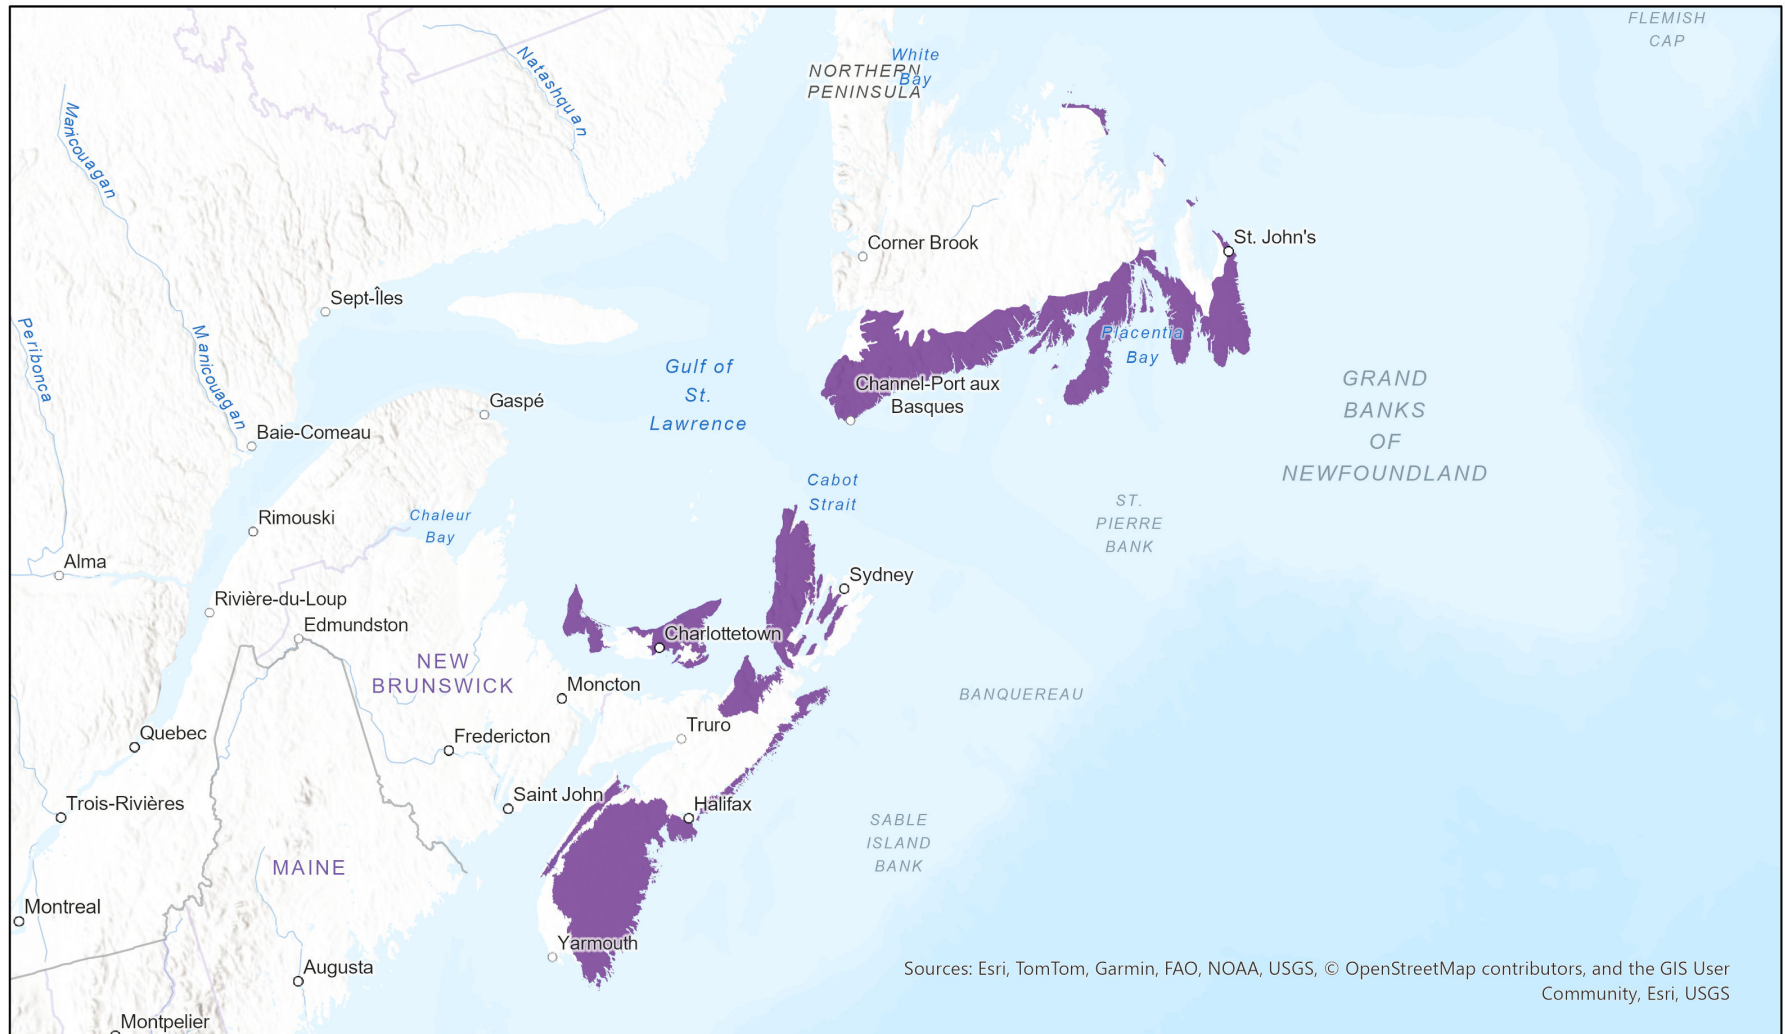 FLEMISH
CAP
White
Bay
NORTHERN
PENINSULA
Natashquan
Manicouagan
Corner Brook
St. John's
Sept-Îles
Peribonca
Manicouagan
Placentia
Bay
Gulf of
St.
Lawrence
Channel-Port aux
Basques
GRAND
BANKS
OF
NEWFOUNDLAND
Gaspé
Baie-Comeau
Cabot
Strait
ST.
PIERRE
BANK
Rimouski
Chaleur
Bay
Alma
Sydney
Rivière-du-Loup
Edmundston
Charlottetown
NEW
BRUNSWICK
Moncton
BANQUEREAU
Quebec
Fredericton
Truro
Trois-Rivières
Saint John
Halifax
SABLE
ISLAND
BANK
MAINE
Montreal
Yarmouth
Augusta
Sources: Esri, TomTom, Garmin, FAO, NOAA, USGS, © OpenStreetMap contributors, and the GIS User
Community, Esri, USGS
Montpelier